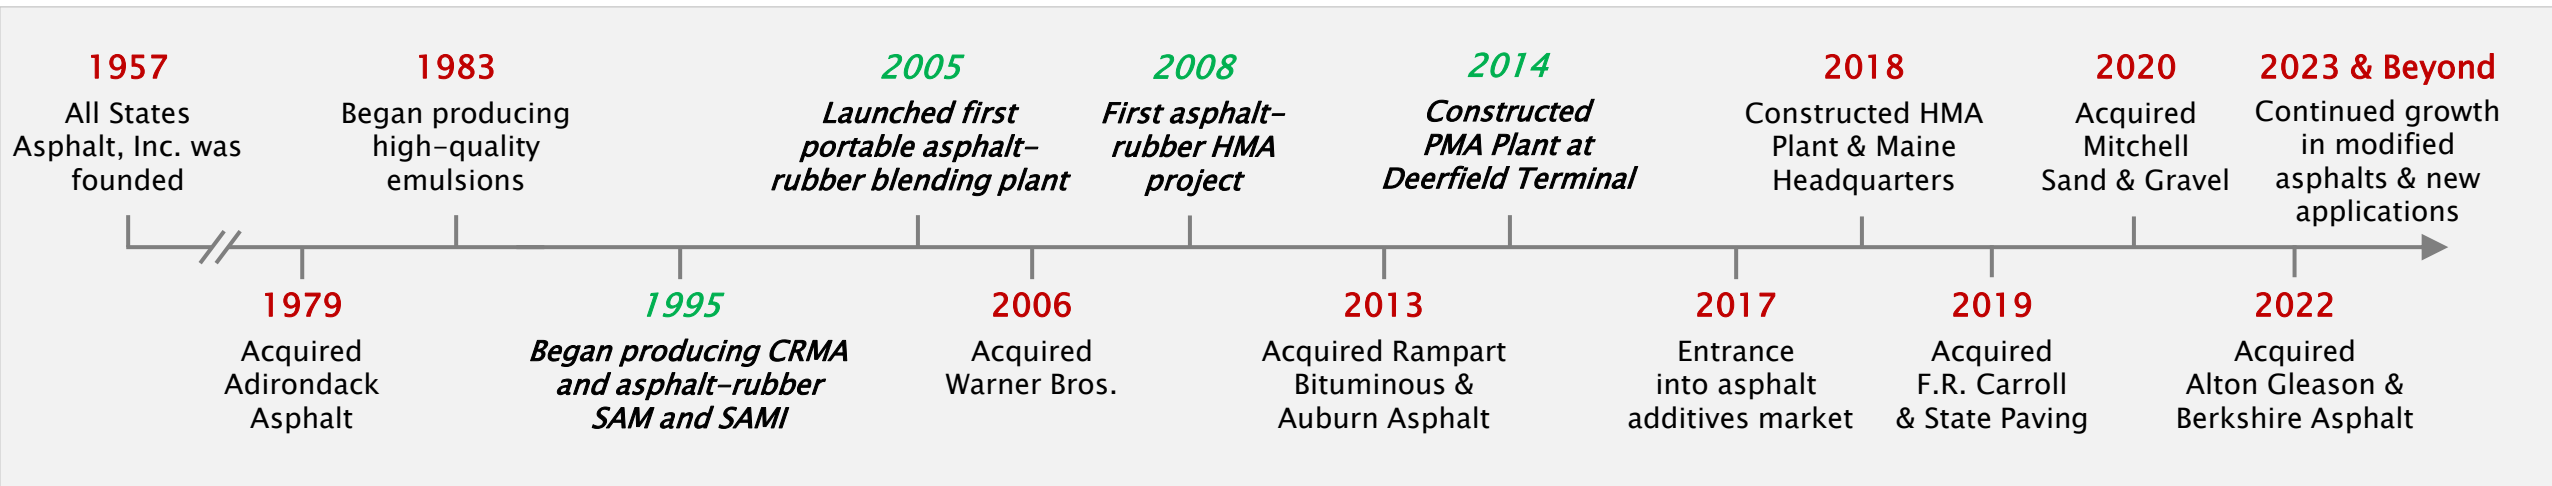 1957
All States
Asphalt, Inc. was
founded
1983
Began producing
high-quality
emulsions
2005
Launched first
portable asphalt-
rubber blending plant
2008
First asphalt-
rubber HMA
project
2014
Constructed
PMA Plant at
Deerfield Terminal
2018
Constructed HMA
Plant & Maine
Headquarters
2020
Acquired
Mitchell
Sand & Gravel
2023 & Beyond
Continued growth
in modified
asphalts & new
applications
1979
Acquired
Adirondack
Asphalt
1995
Began producing CRMA
and asphalt-rubber
SAM and SAMI
2006
Acquired
Warner Bros.
2013
Acquired Rampart
Bituminous &
Auburn Asphalt
2017
Entrance
into asphalt
additives market
2019
Acquired
F.R. Carroll
& State Paving
2022
Acquired
Alton Gleason &
Berkshire Asphalt